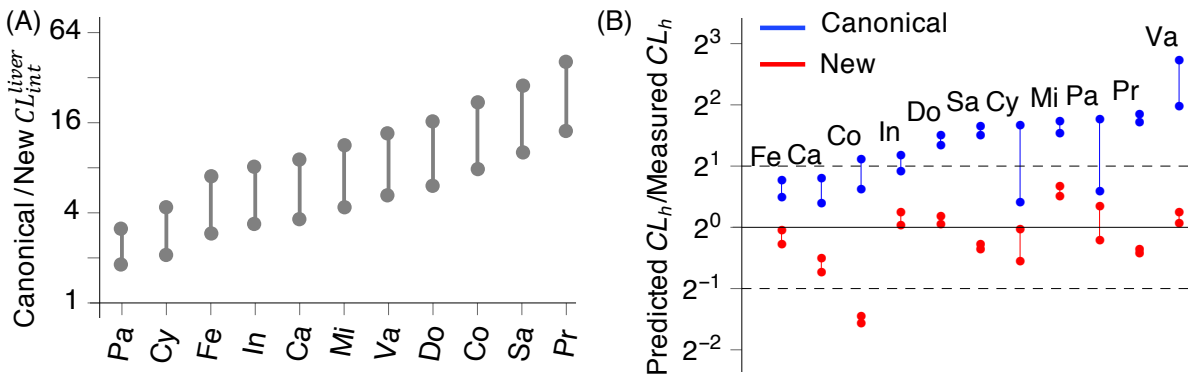 (A)
Canonical / New CL_int^liver
64
16
4
1
Pa Cy Fe In Ca Mi Va Do Co Sa Pr
(B)
Predicted CL_h/Measured CL_h
Canonical
New
2^3
2^2
2^1
2^0
2^-1
2^-2
Fe Ca Co In Do Sa Cy Mi Pa Pr Va